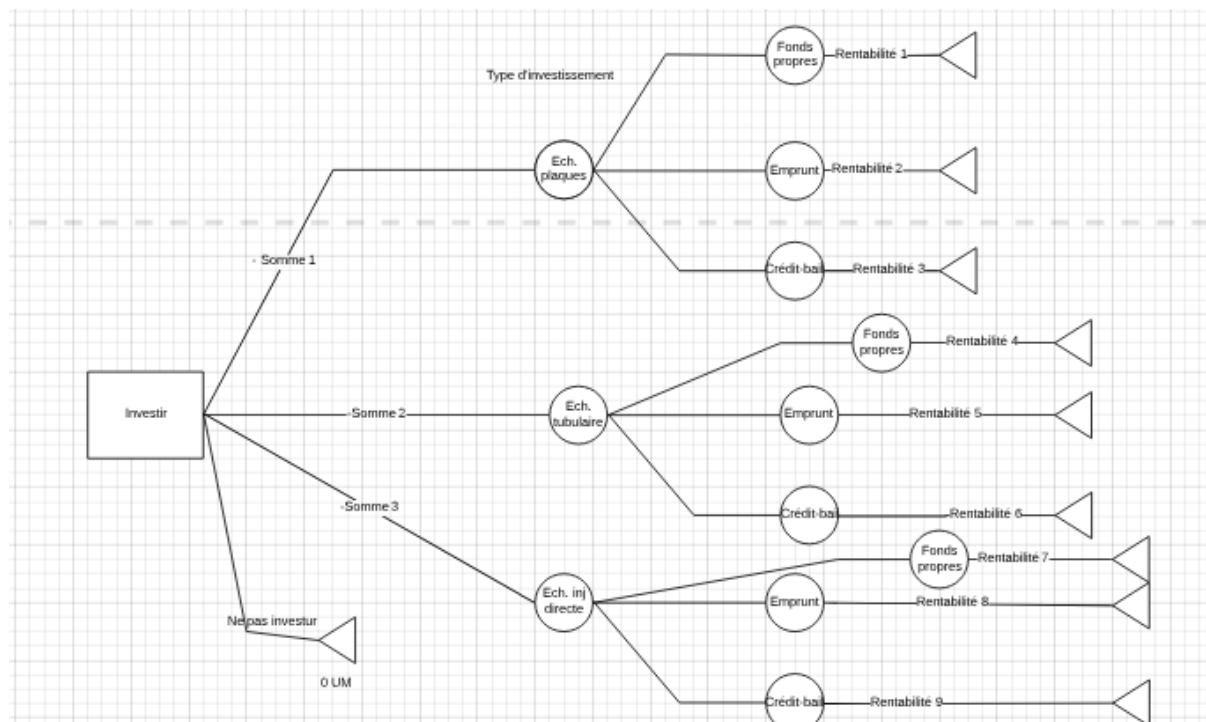 Fonds
propres
Rentabilité 1
Type d'investissement
Ech.
plaques
Emprunt
Rentabilité 2
- Somme 1
Crédit-bail
Rentabilité 3
Fonds
propres
Rentabilité 4
Investir
-Somme 2
Ech.
tubulaire
Emprunt
Rentabilité 5
-Somme 3
Crédit-bail
Rentabilité 6
Fonds
propres
Rentabilité 7
Ech. inj
directe
Emprunt
Rentabilité 8
Ne pas investur
0 UM
Crédit-bail
Rentabilité 9